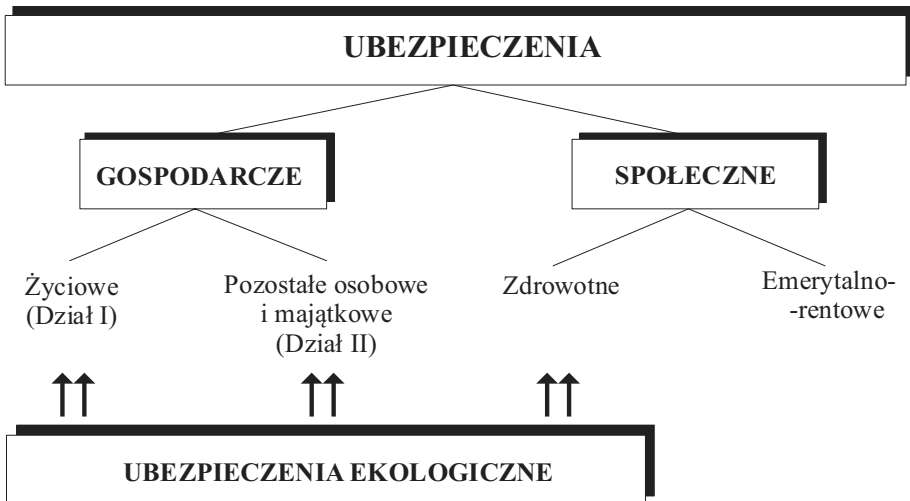 UBEZPIECZENIA
GOSPODARCZE
SPOŁECZNE
Życiowe
(Dział I)
Pozostałe osobowe
i majątkowe
(Dział II)
Zdrowotne
Emerytalno-
-rentowe
UBEZPIECZENIA EKOLOGICZNE